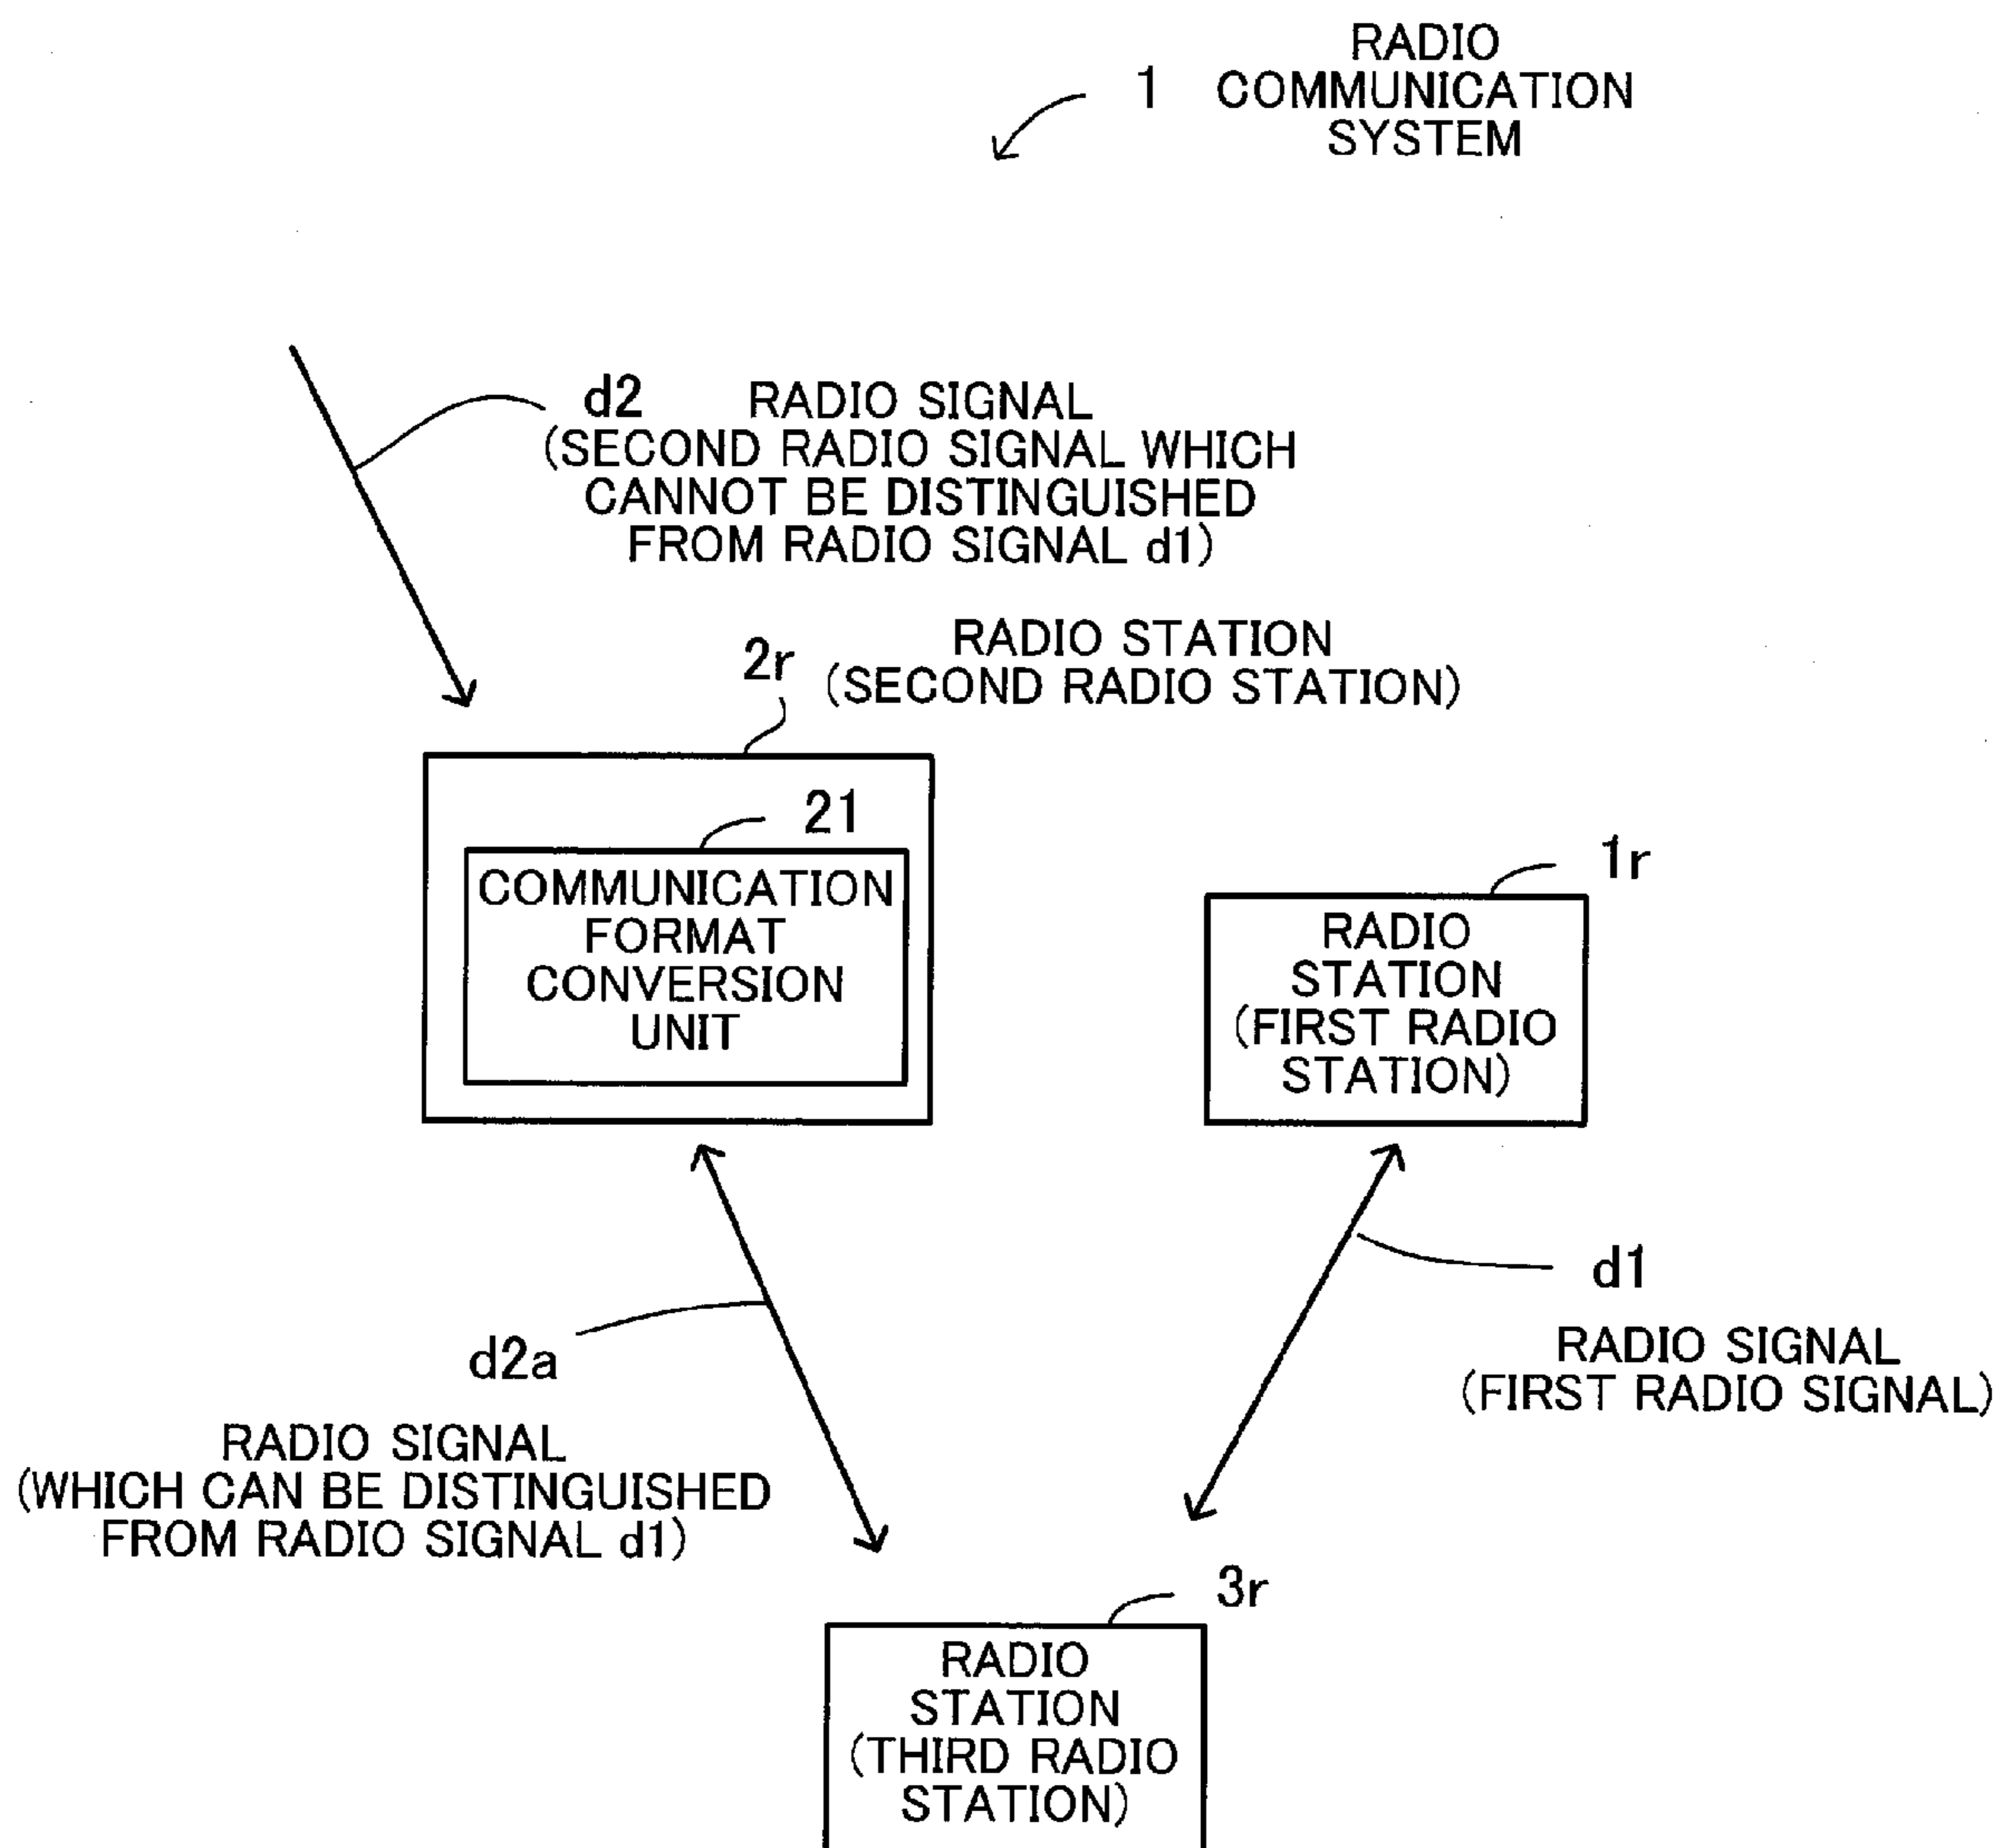 RADIO
1 COMMUNICATION
SYSTEM
d2 RADIO SIGNAL
(SECOND RADIO SIGNAL WHICH
CANNOT BE DISTINGUISHED
FROM RADIO SIGNAL d1)
2r RADIO STATION
(SECOND RADIO STATION)
21
COMMUNICATION
FORMAT
CONVERSION
UNIT
1r
RADIO
STATION
(FIRST RADIO
STATION)
d1
RADIO SIGNAL
(FIRST RADIO SIGNAL)
d2a
RADIO SIGNAL
(WHICH CAN BE DISTINGUISHED
FROM RADIO SIGNAL d1)
3r
RADIO
STATION
(THIRD RADIO
STATION)